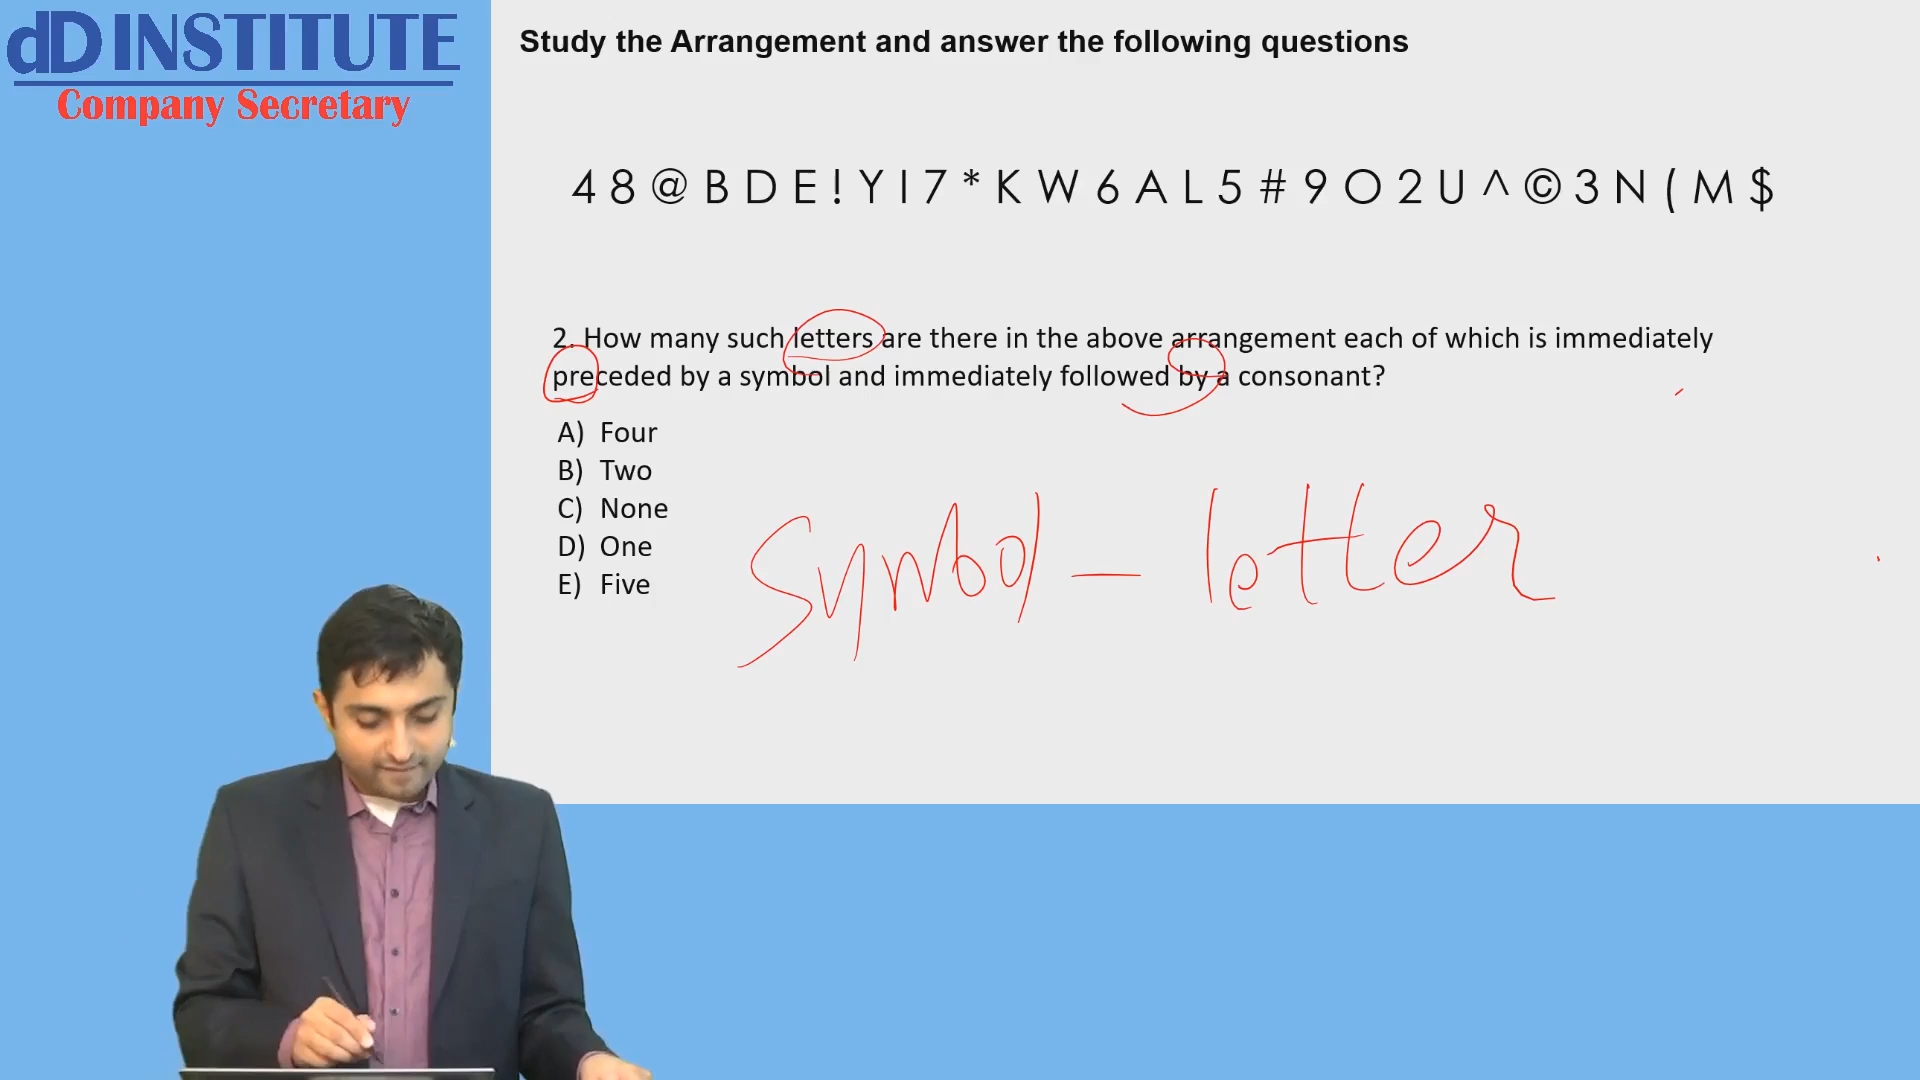 dD INSTITUTE
Company Secretary
Study the Arrangement and answer the following questions
4 8 @ B D E ! Y I 7 * K W 6 A L 5 # 9 O 2 U ^ © 3 N ( M $
2. How many such letters are there in the above arrangement each of which is immediately
preceded by a symbol and immediately followed by a consonant?
A) Four
B) Two
C) None
D) One
E) Five
Symbol - letter